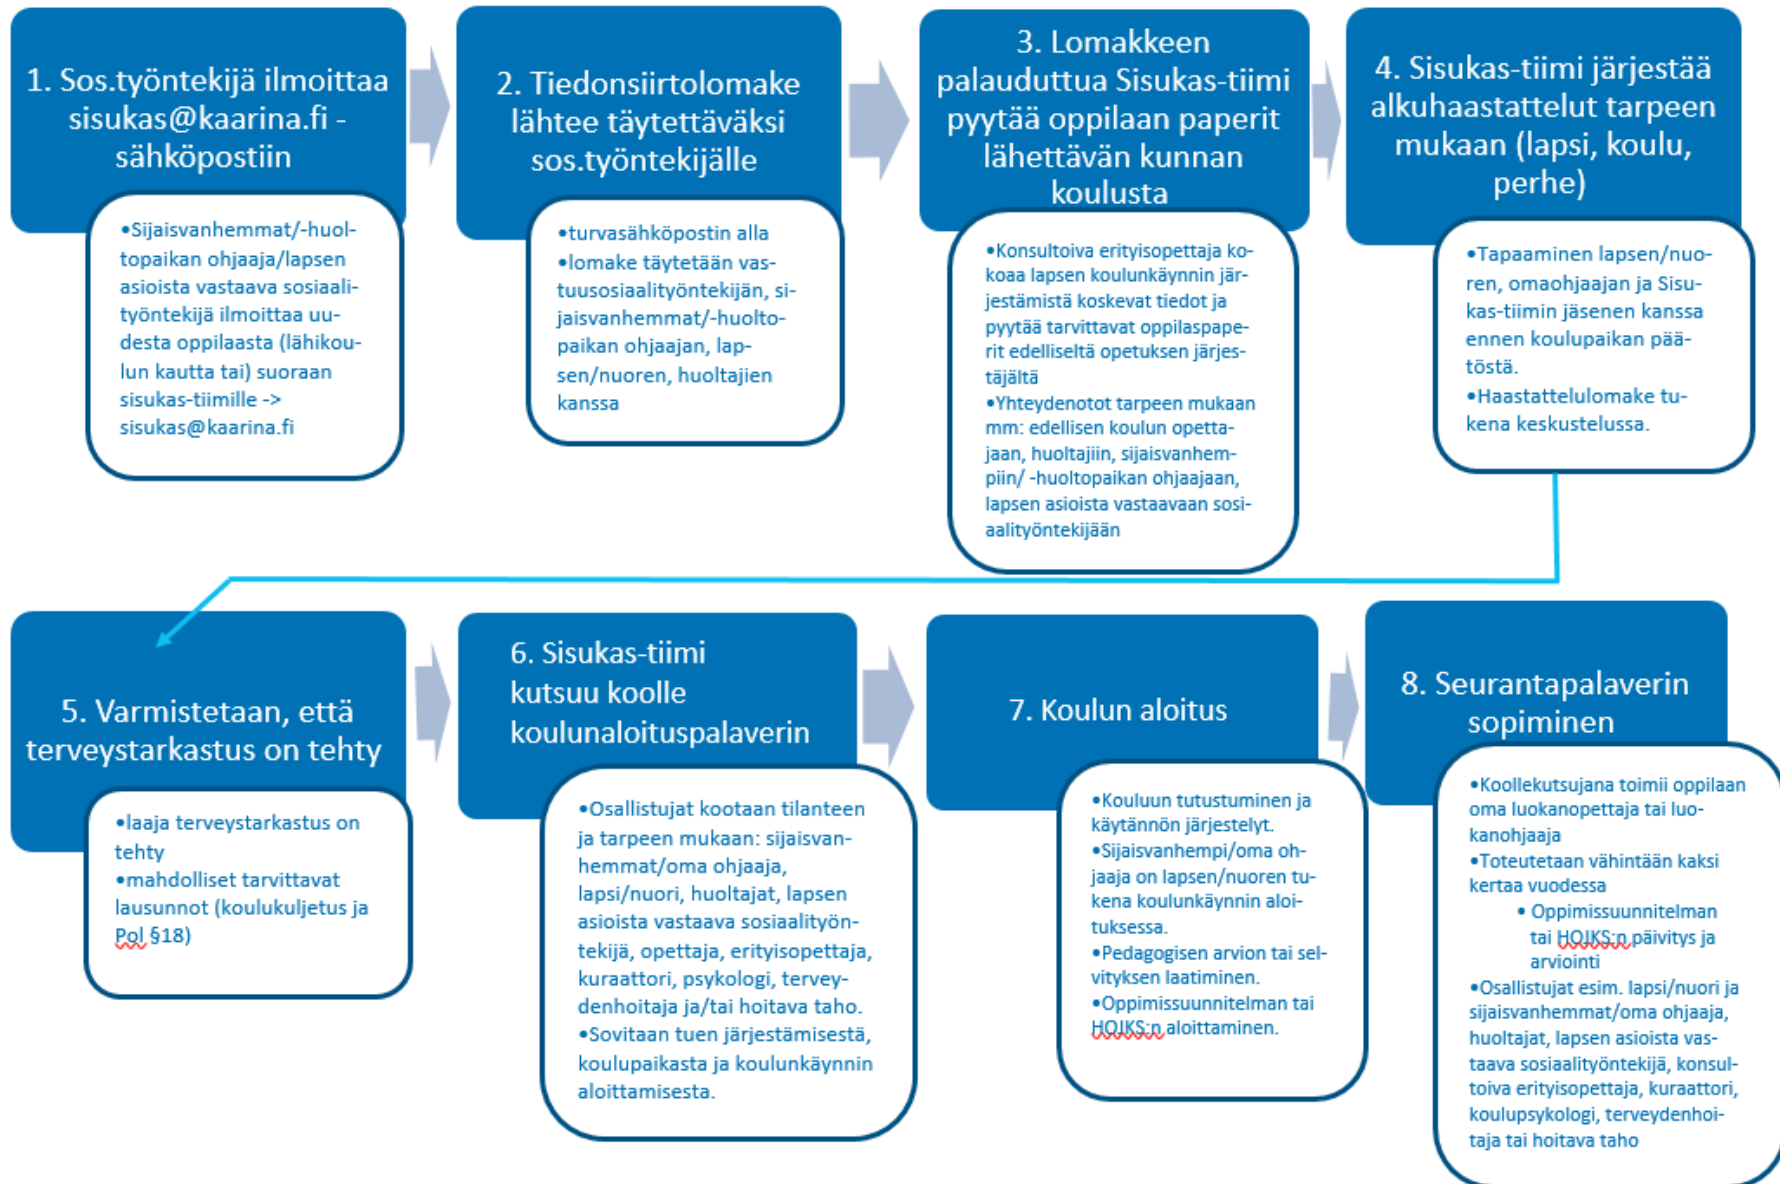 1. Sos.työntekijä ilmoittaa
sisukas@kaarina.fi -
sähköpostiin
•Sijaisvanhemmat/-huol-
topaikan ohjaaja/lapsen
asioista vastaava sosiaali-
työntekijä ilmoittaa uu-
desta oppilaasta (lähikou-
lun kautta tai) suoraan
sisukas-tiimille ->
sisukas@kaarina.fi
2. Tiedonsiirtolomake
lähtee täytettäväksi
sos.työntekijälle
•turvasähköpostin alla
•lomake täytetään vas-
tuusosiaalityöntekijän, si-
jaisvanhemmat/-huolto-
paikan ohjaajan, lap-
sen/nuoren, huoltajien
kanssa
3. Lomakkeen
palauduttua Sisukas-tiimi
pyytää oppilaan paperit
lähettävän kunnan
koulusta
•Konsultoiva erityisopettaja ko-
koaa lapsen koulunkäynnin jär-
jestämistä koskevat tiedot ja
pyytää tarvittavat oppilaspape-
rit edelliseltä opetuksen järjes-
täjältä
•Yhteydenotot tarpeen mukaan
mm: edellisen koulun opetta-
jaan, huoltajiin, sijaisvanhem-
piin/ -huoltopaikan ohjaajaan,
lapsen asioista vastaavaan sosi-
aalityöntekijään
4. Sisukas-tiimi järjestää
alkuhaastattelut tarpeen
mukaan (lapsi, koulu,
perhe)
•Tapaaminen lapsen/nuo-
ren, omaohjaajan ja Sisu-
kas-tiimin jäsenen kanssa
ennen koulupaikan pää-
töstä.
•Haastattelulomake tu-
kena keskustelussa.
5. Varmistetaan, että
terveystarkastus on tehty
•laaja terveystarkastus on
tehty
•mahdolliset tarvittavat
lausunnot (koulukuljetus ja
Pol §18)
6. Sisukas-tiimi
kutsuu koolle
koulunaloituspalaverin
•Osallistujat kootaan tilanteen
ja tarpeen mukaan: sijaisvan-
hemmat/oma ohjaaja,
lapsi/nuori, huoltajat, lapsen
asioista vastaava sosiaalityön-
tekijä, opettaja, erityisopettaja,
kuraattori, psykologi, tervey-
denhoitaja ja/tai hoitava taho.
•Sovitaan tuen järjestämisestä,
koulupaikasta ja koulunkäynnin
aloittamisesta.
7. Koulun aloitus
•Kouluun tutustuminen ja
käytännön järjestelyt.
•Sijaisvanhempi/oma oh-
jaaja on lapsen/nuoren tu-
kena koulunkäynnin aloi-
tuksessa.
•Pedagogisen arvion tai sel-
vityksen laatiminen.
•Oppimissuunnitelman tai
HOJKS:n aloittaminen.
8. Seurantapalaverin
sopiminen
•Koollekutsujana toimii oppilaan
oma luokanopettaja tai luo-
kanohjaaja
•Toteutetaan vähintään kaksi
kertaa vuodessa
• Oppimissuunnitelman
tai HOJKS:n päivitys ja
arviointi
•Osallistujat esim. lapsi/nuori ja
sijaisvanhemmat/oma ohjaaja,
huoltajat, lapsen asioista vas-
taava sosiaalityöntekijä, konsul-
toiva erityisopettaja, kuraattori,
koulupsykologi, terveydenhoi-
taja tai hoitava taho